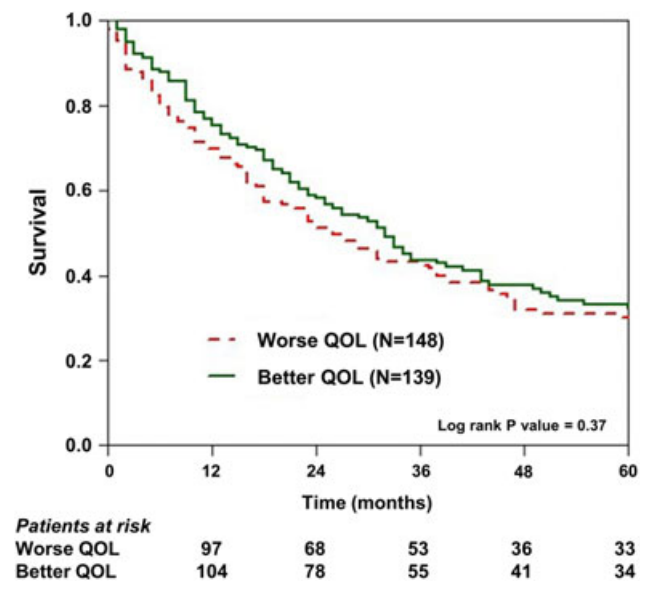 1.0
0.8
0.6
0.4
0.2
0.0
Survival
Worse QOL (N=148)
Better QOL (N=139)
Log rank P value = 0.37
0 12 24 36 48 60
Time (months)
Patients at risk
Worse QOL 97 68 53 36 33
Better QOL 104 78 55 41 34